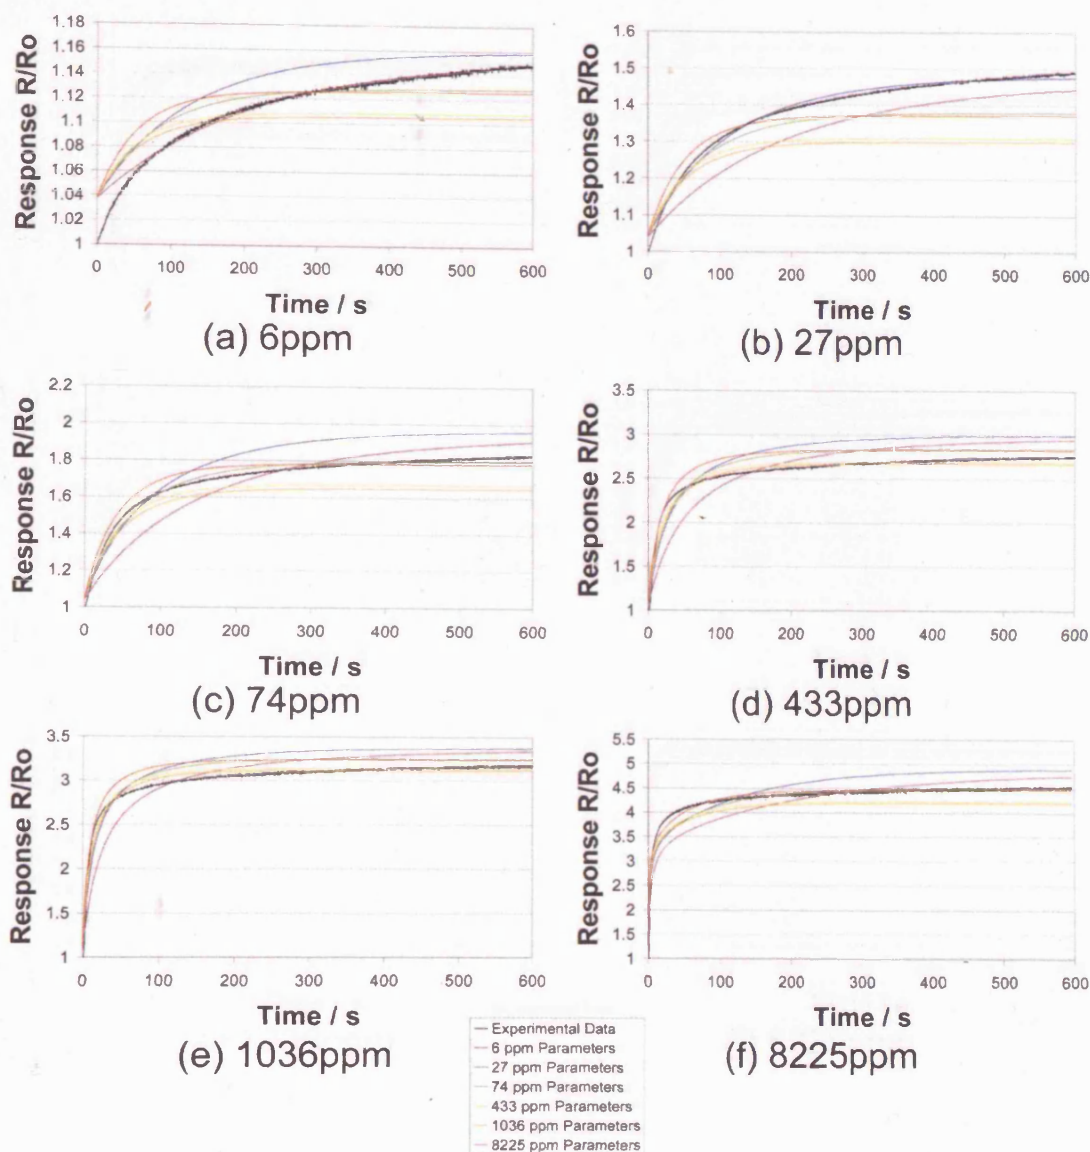 Response R/Ro
1.18
1.16
1.14
1.12
1.1
1.08
1.06
1.04
1.02
1
0 100 200 300 400 500 600
Time / s
(a) 6ppm
Response R/Ro
1.6
1.5
1.4
1.3
1.2
1.1
1
0 100 200 300 400 500 600
Time / s
(b) 27ppm
Response R/Ro
2.2
2
1.8
1.6
1.4
1.2
1
0 100 200 300 400 500 600
Time / s
(c) 74ppm
Response R/Ro
3.5
3
2.5
2
1.5
1
0 100 200 300 400 500 600
Time / s
(d) 433ppm
Response R/Ro
3.5
3
2.5
2
1.5
1
0 100 200 300 400 500 600
Time / s
(e) 1036ppm
Response R/Ro
5.5
5
4.5
4
3.5
3
2.5
2
1.5
1
0 100 200 300 400 500 600
Time / s
(f) 8225ppm
Experimental Data
6 ppm Parameters
27 ppm Parameters
74 ppm Parameters
433 ppm Parameters
1036 ppm Parameters
8225 ppm Parameters